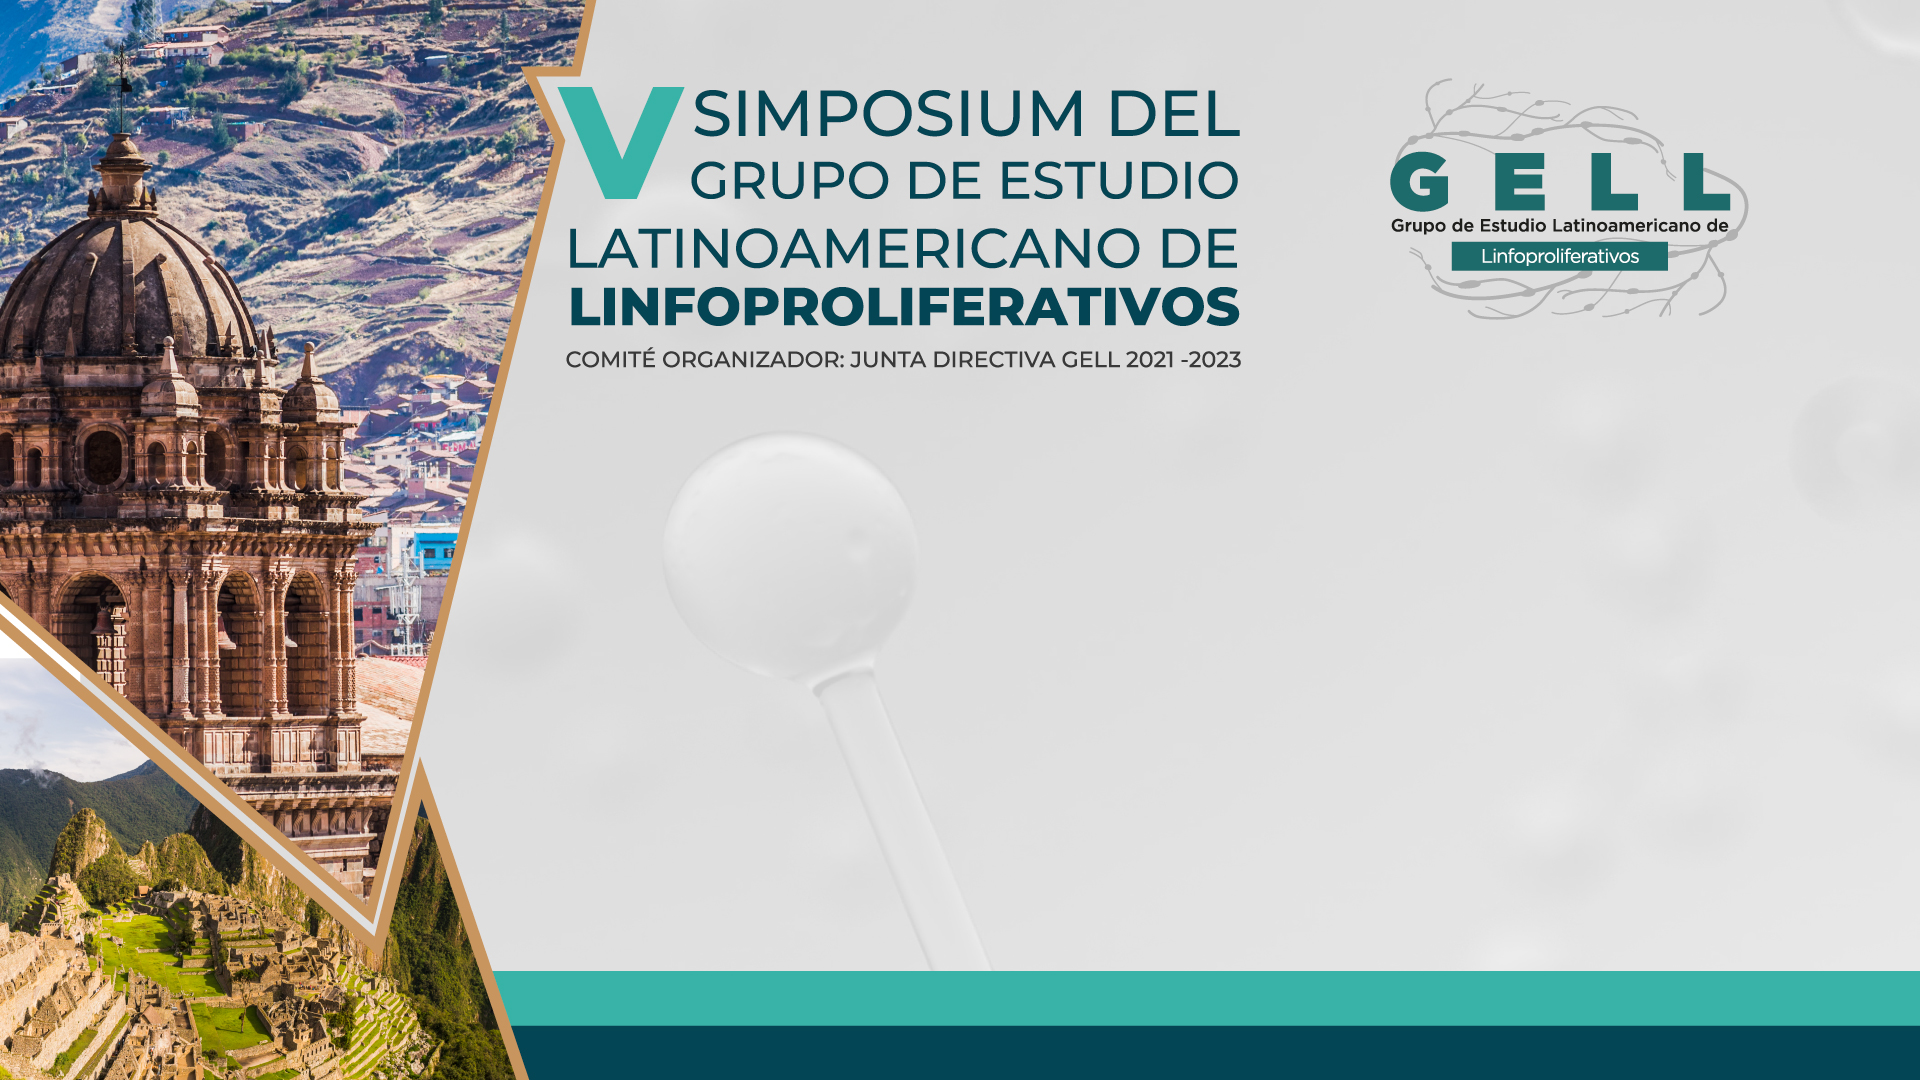 V SIMPOSIUM DEL
GRUPO DE ESTUDIO
LATINOAMERICANO DE
LINFOPROLIFERATIVOS
COMITÉ ORGANIZADOR: JUNTA DIRECTIVA GELL 2021 -2023
GELL
Grupo de Estudio Latinoamericano de
Linfoproliferativos